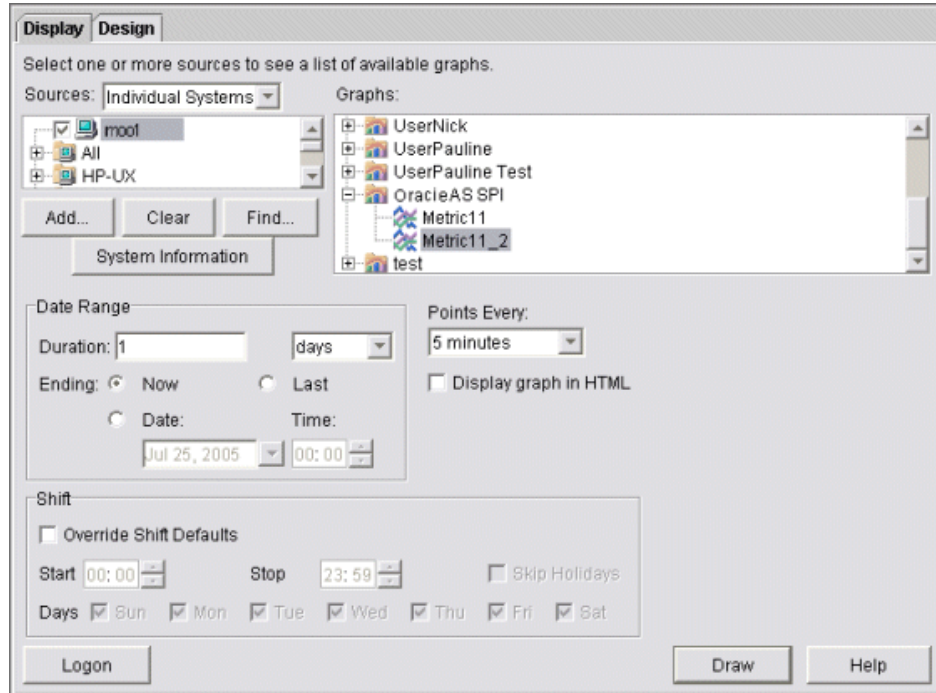 Display Design
Select one or more sources to see a list of available graphs.
Sources: Individual Systems
Graphs:
moof
All
HP-UX
UserNick
UserPauline
UserPauline Test
OracleAS SPI
Metric11
Metric11_2
test
Add... Clear Find...
System Information
Date Range
Duration: 1 days
Ending: Now Last
Date: Time:
Jul 25, 2005 00:00
Points Every:
5 minutes
Display graph in HTML
Shift
Override Shift Defaults
Start 00:00 Stop 23:59 Skip Holidays
Days Sun Mon Tue Wed Thu Fri Sat
Logon Draw Help